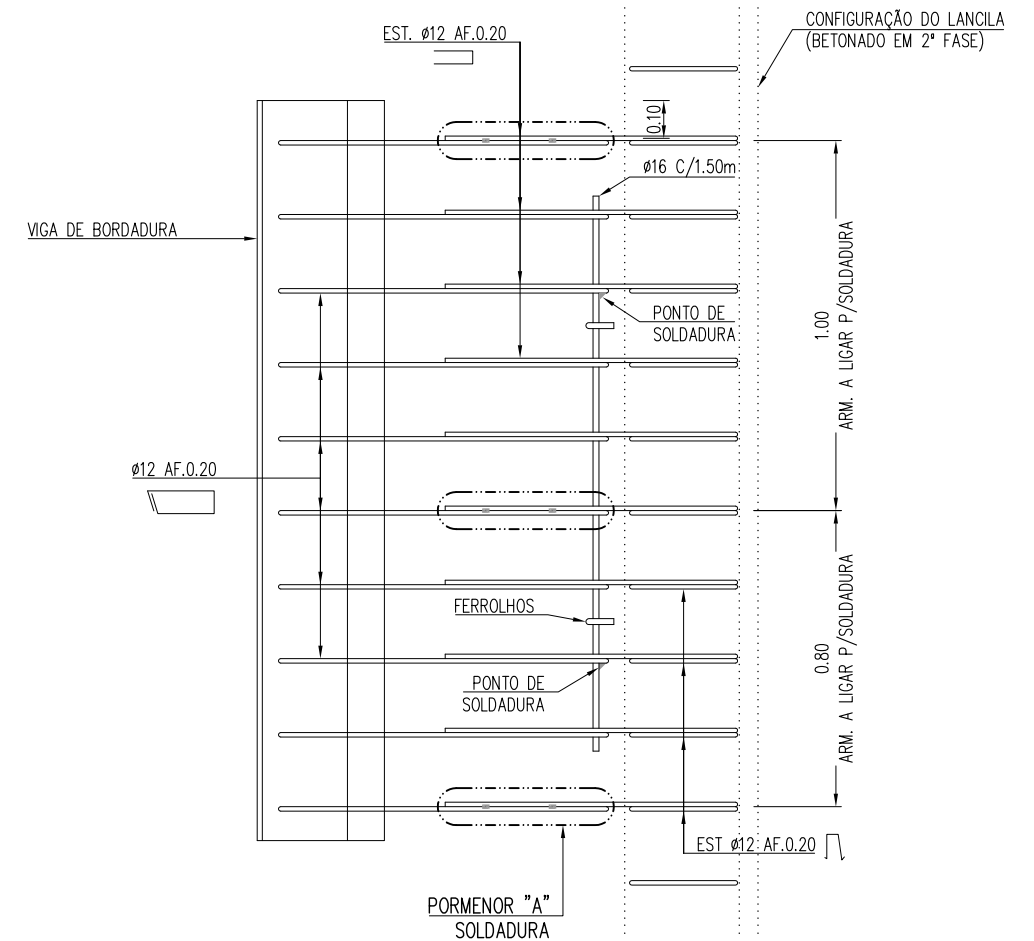 CONFIGURAÇÃO DO LANCILA
(BETONADO EM 2ª FASE)
EST. ø12 AF.0.20
0.10
ø16 C/1.50m
VIGA DE BORDADURA
PONTO DE
SOLDADURA
1.00
ARM. A LIGAR P/SOLDADURA
ø12 AF.0.20
FERROLHOS
0.80
ARM. A LIGAR P/SOLDADURA
PONTO DE
SOLDADURA
EST ø12 AF.0.20
PORMENOR "A"
SOLDADURA